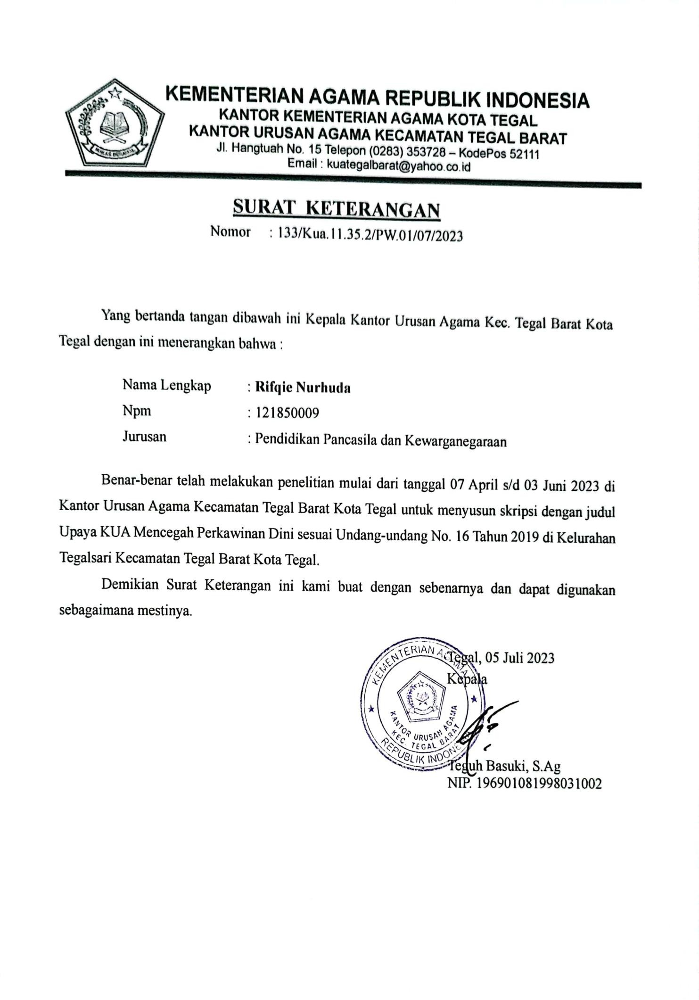 KEMENTERIAN AGAMA REPUBLIK INDONESIA
KANTOR KEMENTERIAN AGAMA KOTA TEGAL
KANTOR URUSAN AGAMA KECAMATAN TEGAL BARAT
Jl. Hangtuah No. 15 Telepon (0283) 353728 – KodePos 52111
Email : kuategalbarat@yahoo.co.id
IKHLAS BERAMAL
SURAT KETERANGAN
Nomor : 133/Kua.11.35.2/PW.01/07/2023
Yang bertanda tangan dibawah ini Kepala Kantor Urusan Agama Kec. Tegal Barat Kota
Tegal dengan ini menerangkan bahwa :
Nama Lengkap : Rifqie Nurhuda
Npm : 121850009
Jurusan : Pendidikan Pancasila dan Kewarganegaraan
Benar-benar telah melakukan penelitian mulai dari tanggal 07 April s/d 03 Juni 2023 di
Kantor Urusan Agama Kecamatan Tegal Barat Kota Tegal untuk menyusun skripsi dengan judul
Upaya KUA Mencegah Perkawinan Dini sesuai Undang-undang No. 16 Tahun 2019 di Kelurahan
Tegalsari Kecamatan Tegal Barat Kota Tegal.
Demikian Surat Keterangan ini kami buat dengan sebenarnya dan dapat digunakan
sebagaimana mestinya.
Tegal, 05 Juli 2023
Kepala
KEMENTERIAN AGAMA
KANTOR URUSAN AGAMA
KEC. TEGAL BARAT
REPUBLIK INDONESIA
Teguh Basuki, S.Ag
NIP. 196901081998031002